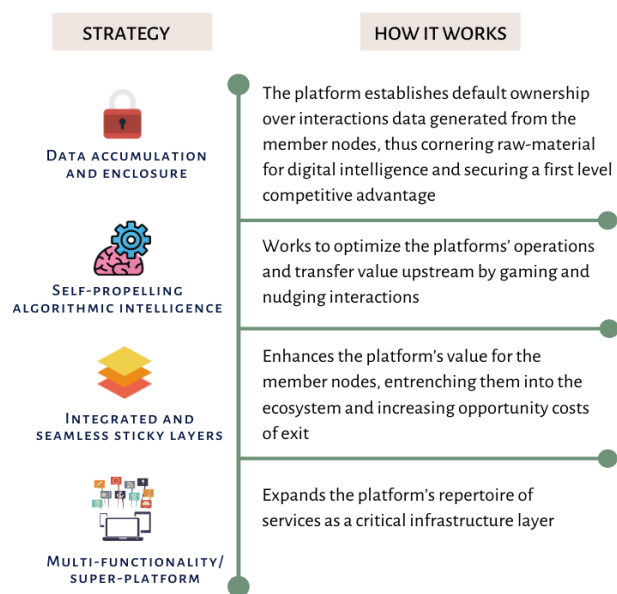 STRATEGY
HOW IT WORKS
DATA ACCUMULATION
AND ENCLOSURE
The platform establishes default ownership
over interactions data generated from the
member nodes, thus cornering raw-material
for digital intelligence and securing a first level
competitive advantage
SELF-PROPELLING
ALGORITHMIC INTELLIGENCE
Works to optimize the platforms' operations
and transfer value upstream by gaming and
nudging interactions
INTEGRATED AND
SEAMLESS STICKY LAYERS
Enhances the platform's value for the
member nodes, entrenching them into the
ecosystem and increasing opportunity costs
of exit
MULTI-FUNCTIONALITY/
SUPER-PLATFORM
Expands the platform's repertoire of
services as a critical infrastructure layer